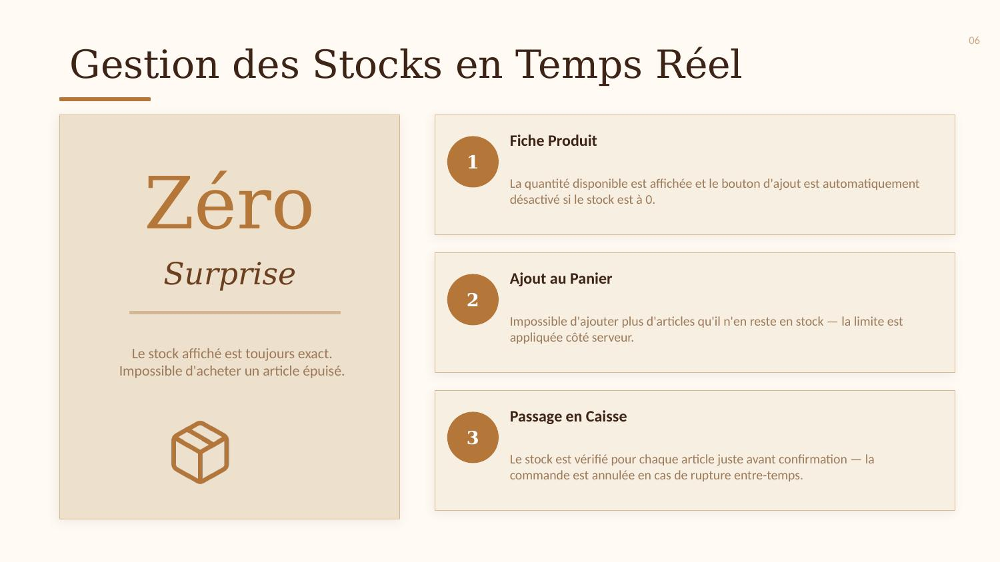 06
Gestion des Stocks en Temps Réel
Zéro
Surprise
Le stock affiché est toujours exact.
Impossible d'acheter un article épuisé.
1
Fiche Produit
La quantité disponible est affichée et le bouton d'ajout est automatiquement
désactivé si le stock est à 0.
2
Ajout au Panier
Impossible d'ajouter plus d'articles qu'il n'en reste en stock — la limite est
appliquée côté serveur.
3
Passage en Caisse
Le stock est vérifié pour chaque article juste avant confirmation — la
commande est annulée en cas de rupture entre-temps.